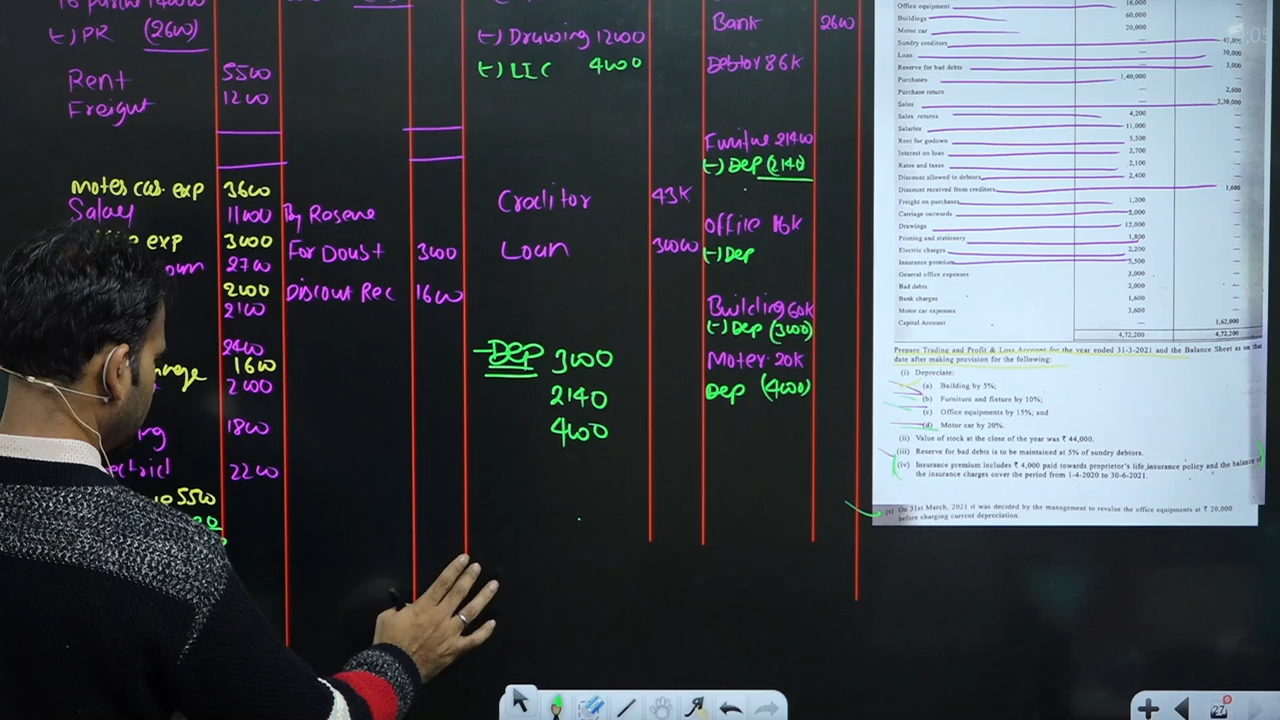 (-) PR (2600)
Rent 5500
Freight 1200
moter car exp 3600
Salary 11000
exp 3000
2700
2000
2100
2400
1600
2000
1800
2200
5500
By Reserve
For Doubt 3000
Discount Rec 1600
(-) Drawing 12000
(-) LIC 4000
Creditor 43K
Loan 30000
DEP 3000
2140
4000
Bank 2600
Debtor 86K
Furniture 21400
(-) Dep (2140)
office 16K
(-) Dep
Building 60K
(-) Dep (3000)
Moter 20K
Dep (4000)
Office equipment 16,000 —
Buildings 60,000 —
Motor car 20,000 —
Sundry creditors — 43,000
Loan — 30,000
Reserve for bad debts — 3,000
Purchases 1,40,000 —
Purchase return — 2,600
Sales — 2,30,000
Sales returns 4,200 —
Salaries 11,000 —
Rent for godown 5,500 —
Interest on loan 2,700 —
Rates and taxes 2,100 —
Discount allowed to debtors 2,400 —
Discount received from creditors — 1,600
Freight on purchases 1,200 —
Carriage outwards 2,000 —
Drawings 12,000 —
Printing and stationery 1,800 —
Electric charges 2,200 —
Insurance premium 5,500 —
General office expenses 3,000 —
Bad debts 2,000 —
Bank charges 1,600 —
Motor car expenses 3,600 —
Capital Account — 1,62,000
4,72,200 4,72,200
Prepare Trading and Profit & Loss Account for the year ended 31-3-2021 and the Balance Sheet as on that
date after making provision for the following:
(i) Depreciate:
(a) Building by 5%;
(b) Furniture and fixture by 10%;
(c) Office equipments by 15%; and
(d) Motor car by 20%.
(ii) Value of stock at the close of the year was ₹ 44,000.
(iii) Reserve for bad debts is to be maintained at 5% of sundry debtors.
(iv) Insurance premium includes ₹ 4,000 paid towards proprietor's life insurance policy and the balance of
the insurance charges cover the period from 1-4-2020 to 30-6-2021.
(v) On 31st March, 2021 it was decided by the management to revalue the office equipments at ₹ 20,000
before charging current depreciation.
27